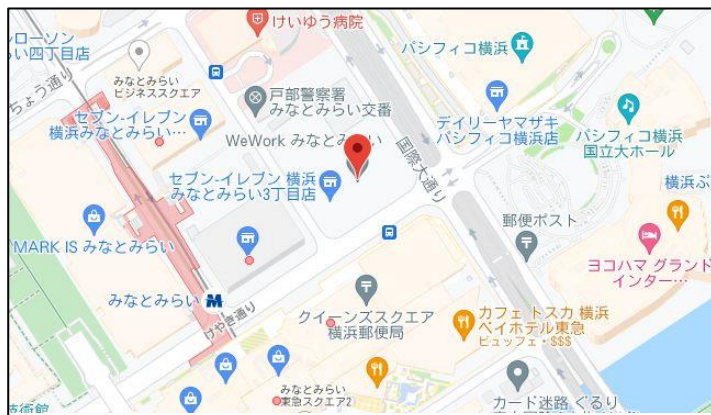 けいゆう病院
ンローソン
らい四丁目店
みなとみらい
ビジネススクエア
パシフィコ横浜
ちょう通り
セブン-イレブン
横浜みなとみらい…
戸部警察署
みなとみらい交番
WeWork みなとみらい
国際大通り
デイリーヤマザキ
パシフィコ横浜店
パシフィコ横浜
国立大ホール
セブン-イレブン 横浜
みなとみらい3丁目店
横浜ぷ
郵便ポスト
MARK IS みなとみらい
ヨコハマ グランド
インター…
みなとみらい
けやき通り
クイーンズスクエア
横浜郵便局
カフェ トスカ 横浜
ベイホテル東急
ビュッフェ・$$$
みなとみらい
東急スクエア2
カード迷路 ぐるり
技術館